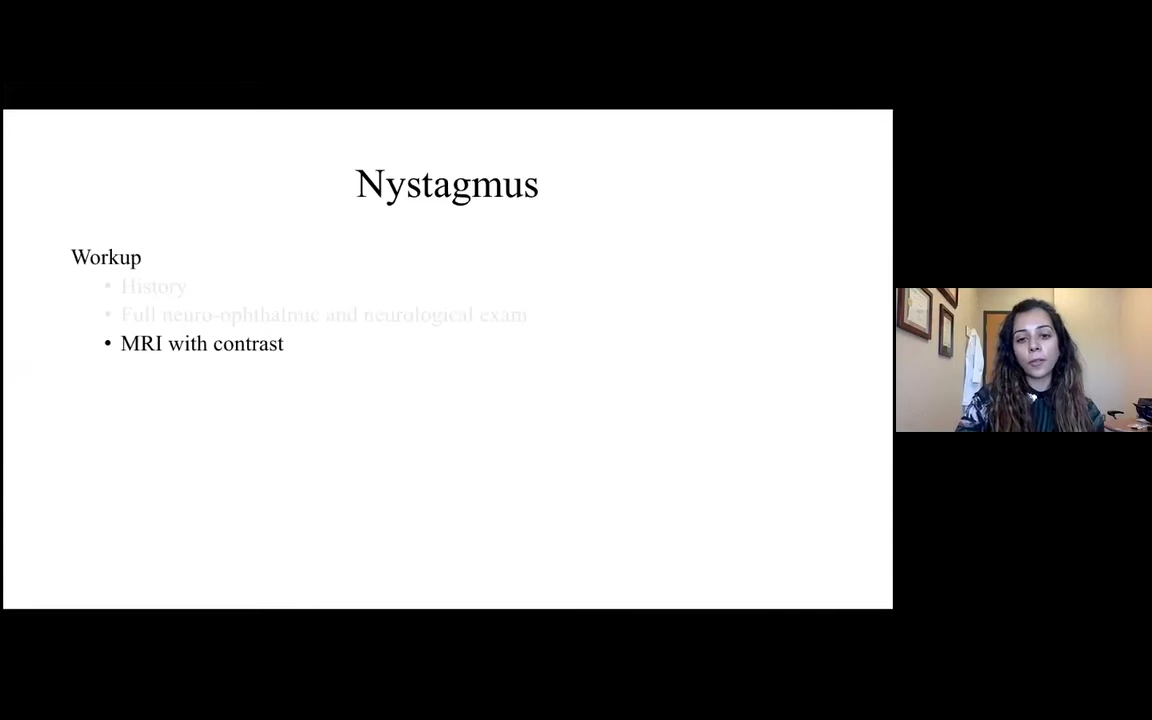 Nystagmus
Workup
• History
• Full neuro-ophthalmic and neurological exam
• MRI with contrast